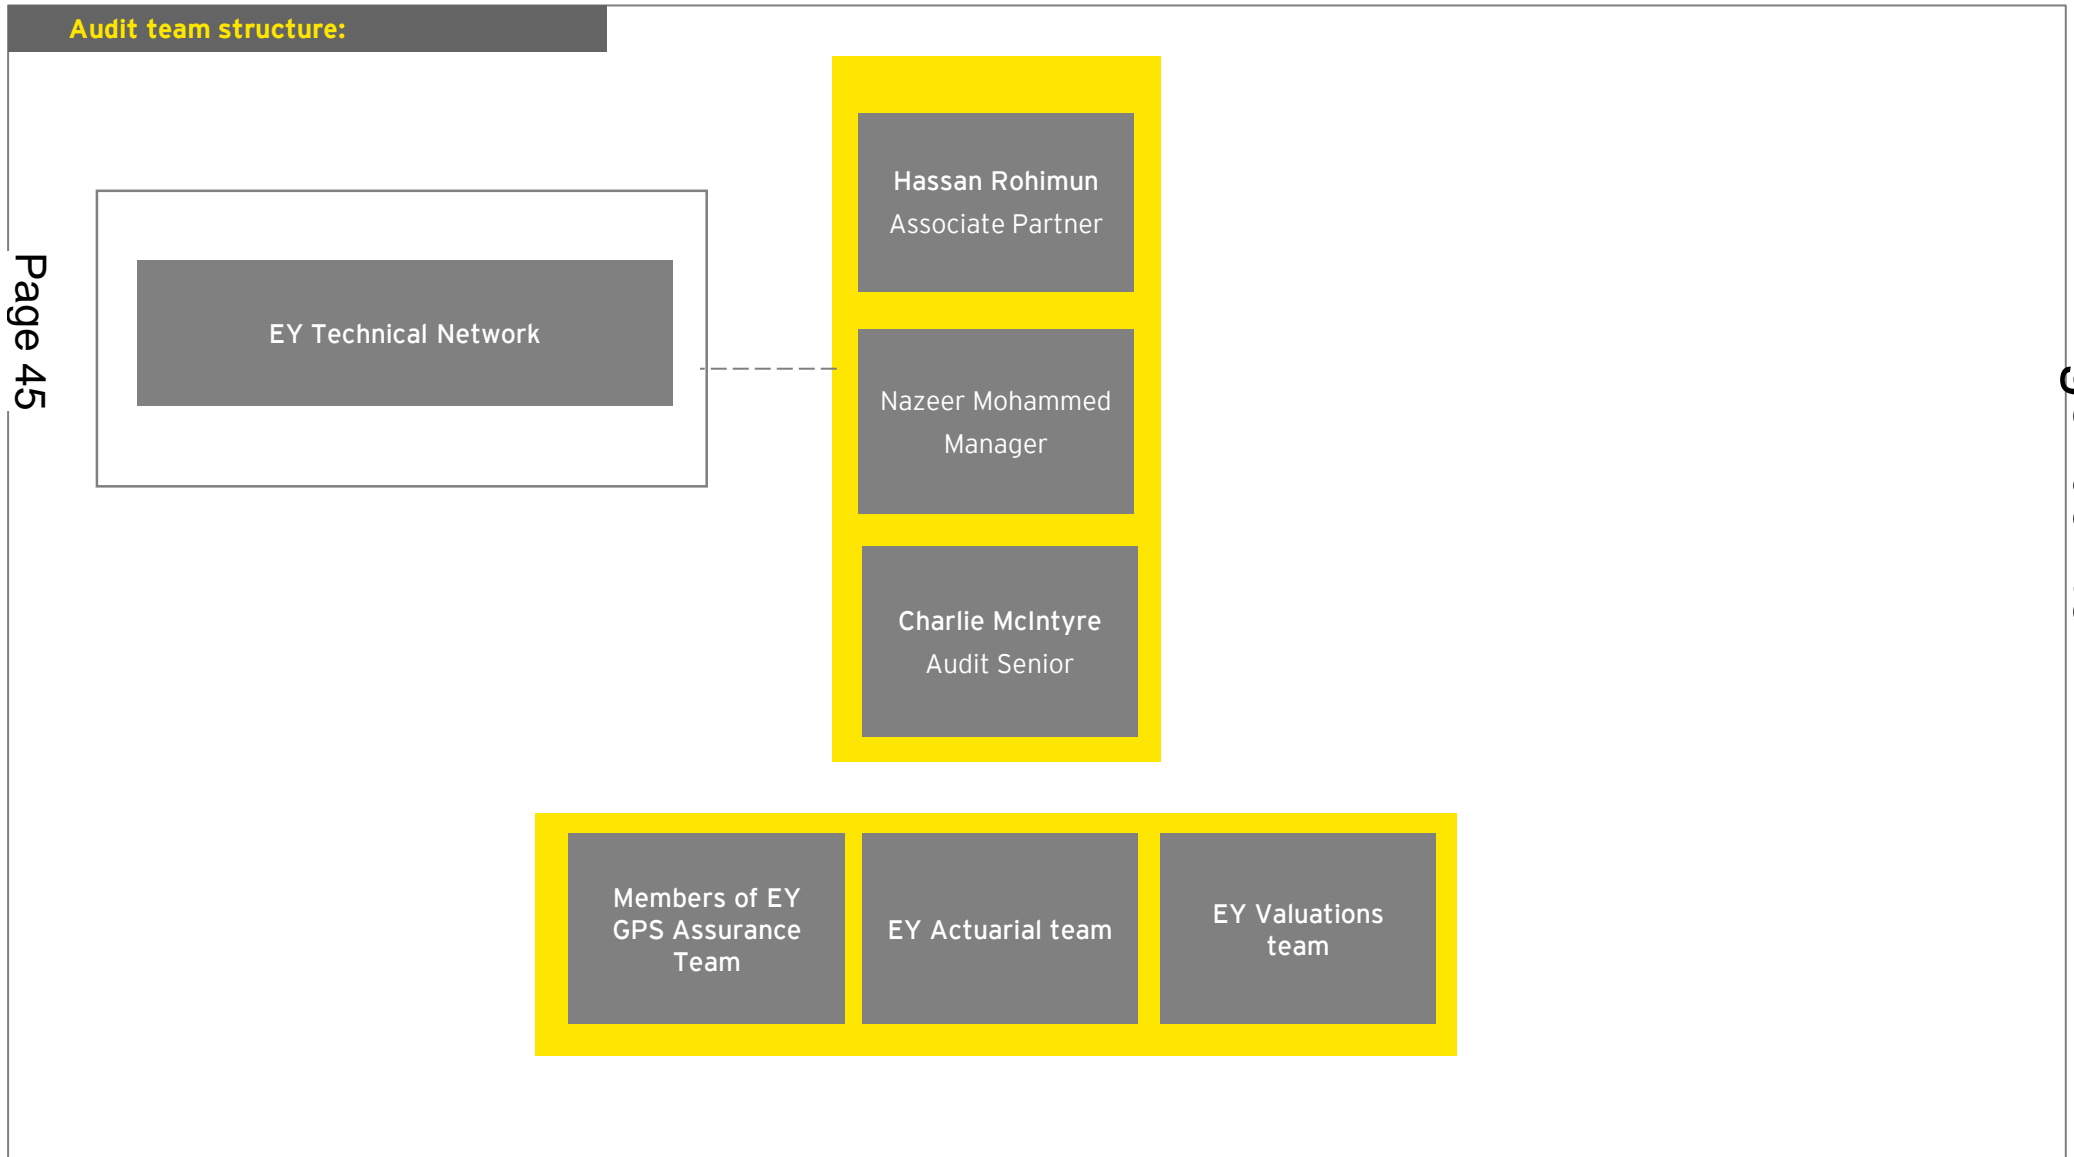 Audit team structure:
Hassan Rohimun
Associate Partner
EY Technical Network
Page 45
Nazeer Mohammed
Manager
Charlie McIntyre
Audit Senior
Members of EY
GPS Assurance
Team
EY Actuarial team
EY Valuations
team